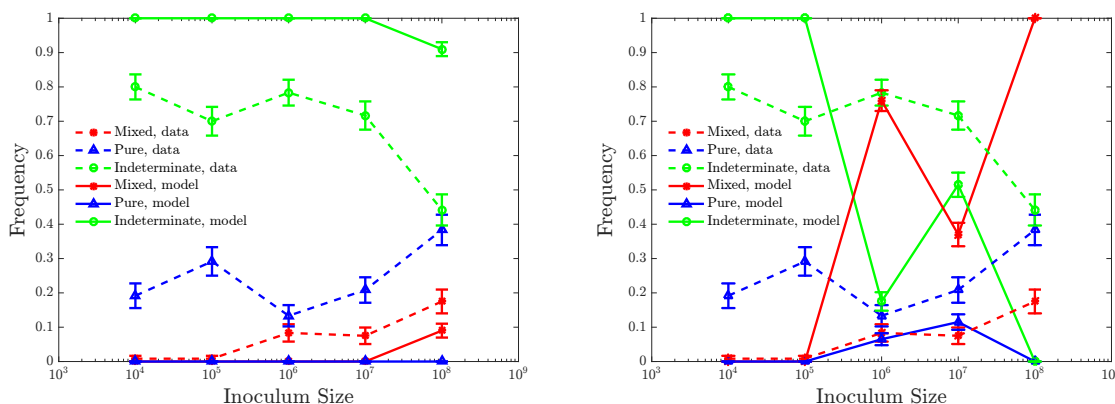 1
0.9
0.8
0.7
0.6
0.5
0.4
0.3
0.2
0.1
0
Frequency
Mixed, data
Pure, data
Indeterminate, data
Mixed, model
Pure, model
Indeterminate, model
10³ 10⁴ 10⁵ 10⁶ 10⁷ 10⁸ 10⁹
Inoculum Size
1
0.9
0.8
0.7
0.6
0.5
0.4
0.3
0.2
0.1
0
Frequency
Mixed, data
Pure, data
Indeterminate, data
Mixed, model
Pure, model
Indeterminate, model
10³ 10⁴ 10⁵ 10⁶ 10⁷ 10⁸ 10
Inoculum Size